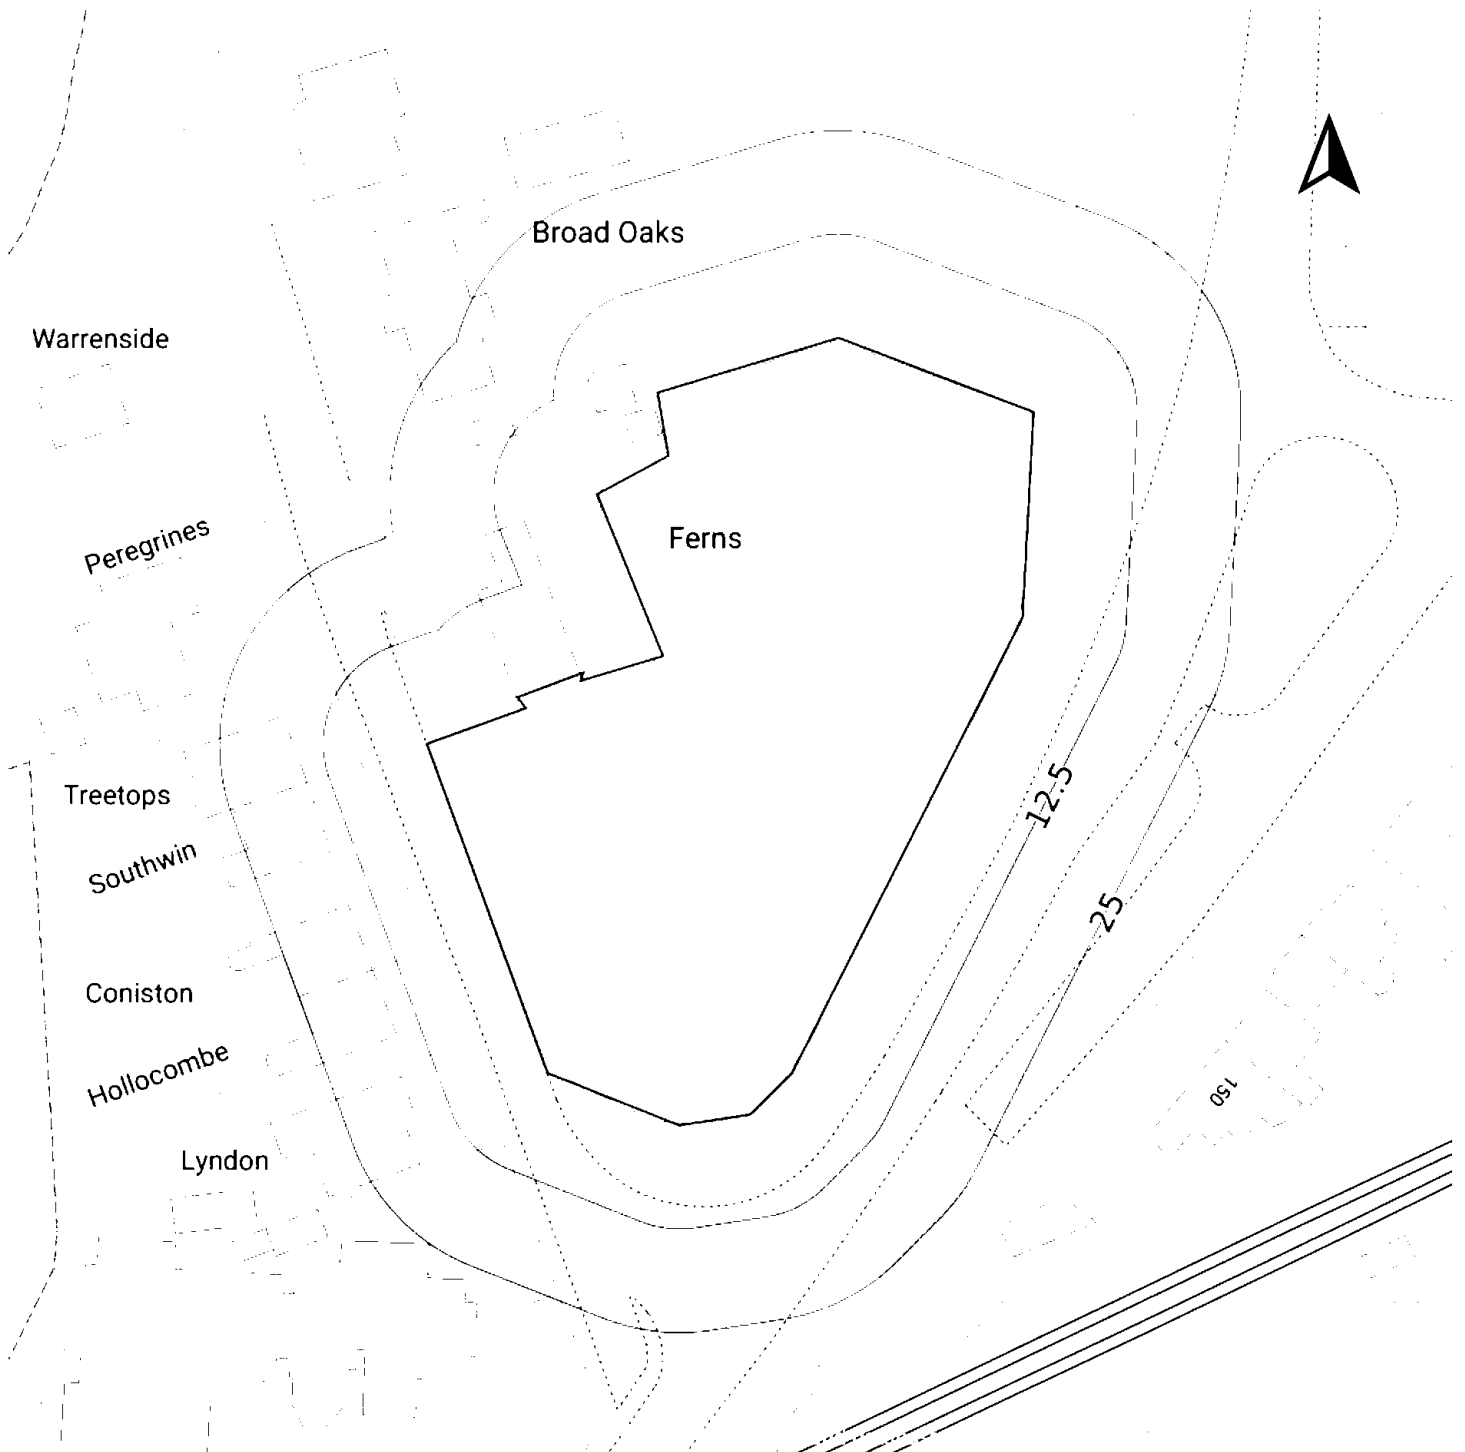 Broad Oaks
Warrenside
Peregrines
Ferns
Treetops
12.5
Southwin
25
Coniston
Hollocombe
150
Lyndon